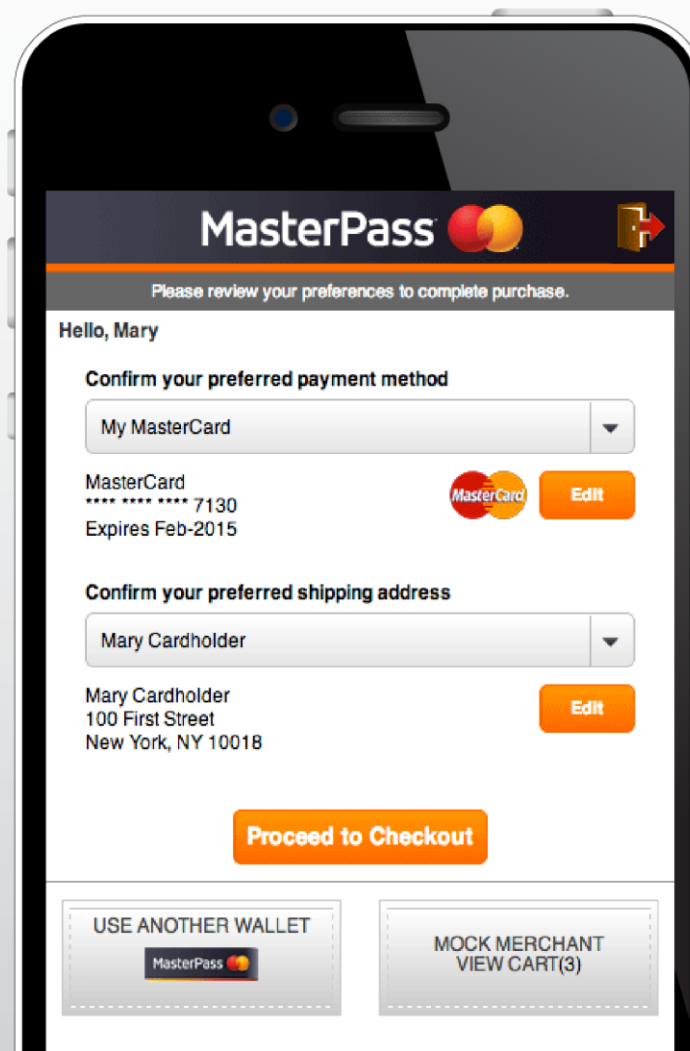 MasterPass
Please review your preferences to complete purchase.
Hello, Mary
Confirm your preferred payment method
My MasterCard
MasterCard
**** **** **** 7130
Expires Feb-2015
MasterCard
Edit
Confirm your preferred shipping address
Mary Cardholder
Mary Cardholder
100 First Street
New York, NY 10018
Edit
Proceed to Checkout
USE ANOTHER WALLET
MasterPass
MOCK MERCHANT
VIEW CART(3)